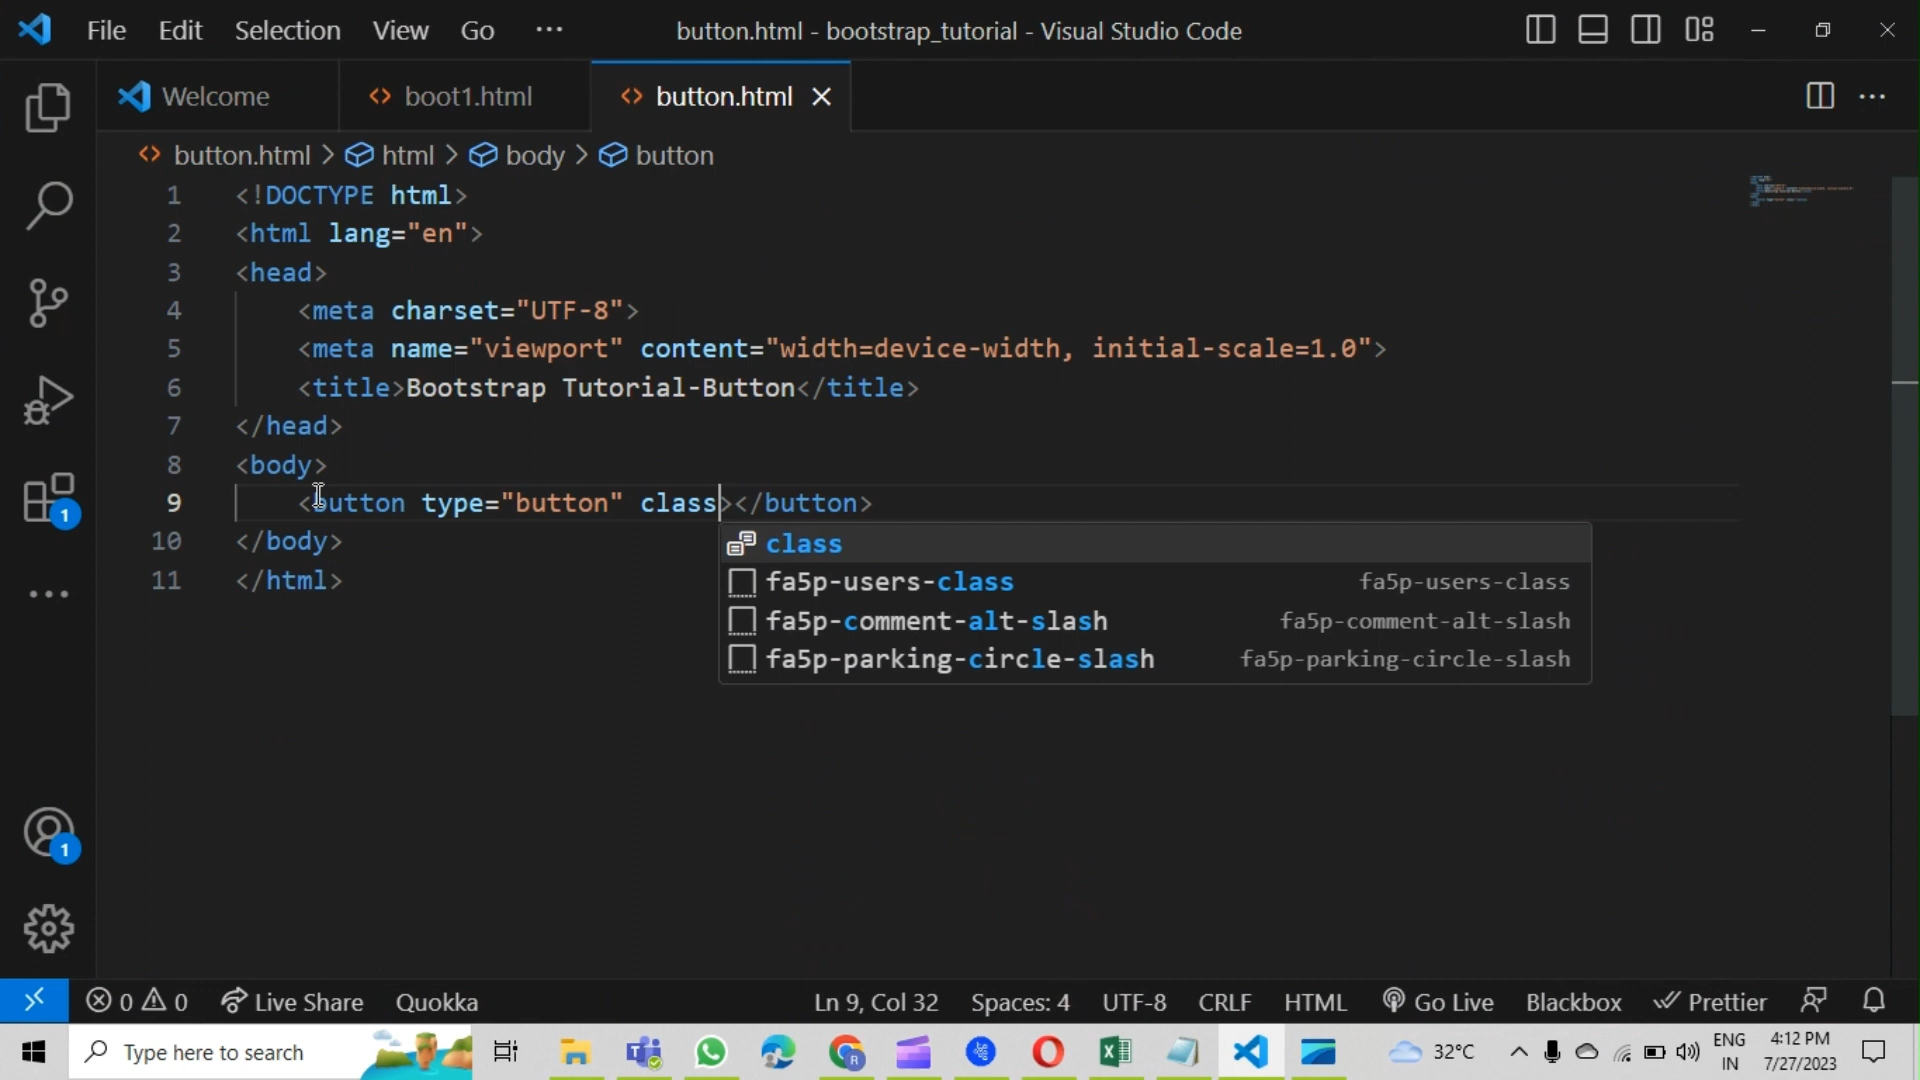 File Edit Selection View Go ··· button.html - bootstrap_tutorial - Visual Studio Code
Welcome <> boot1.html <> button.html
<> button.html > html > body > button
1 <!DOCTYPE html>
2 <html lang="en">
3 <head>
4 <meta charset="UTF-8">
5 <meta name="viewport" content="width=device-width, initial-scale=1.0">
6 <title>Bootstrap Tutorial-Button</title>
7 </head>
8 <body>
9 <button type="button" class></button>
10 </body>
11 </html>
class
fa5p-users-class fa5p-users-class
fa5p-comment-alt-slash fa5p-comment-alt-slash
fa5p-parking-circle-slash fa5p-parking-circle-slash
1
1
0 0 Live Share Quokka Ln 9, Col 32 Spaces: 4 UTF-8 CRLF HTML Go Live Blackbox Prettier
Type here to search 32°C ENG IN 4:12 PM 7/27/2023